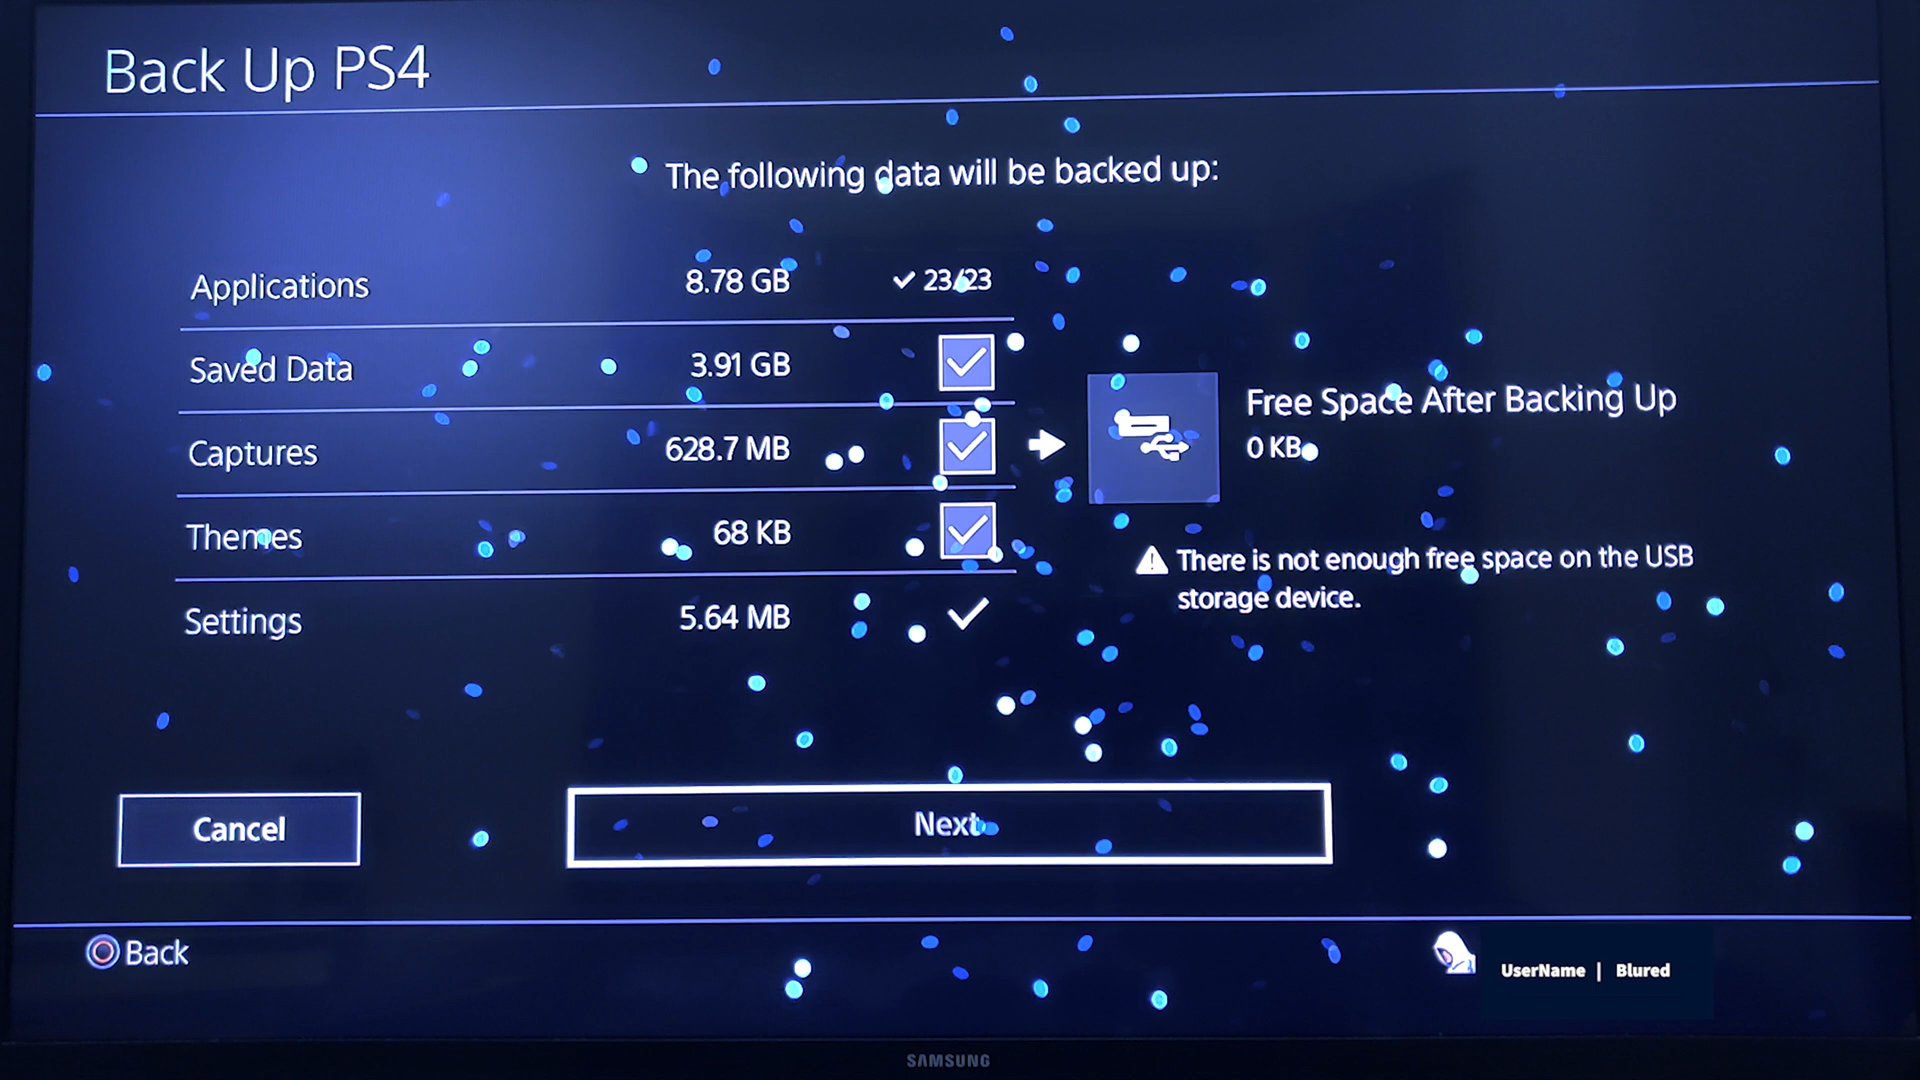 Back Up PS4
The following data will be backed up:
Applications 8.78 GB 23/23
Saved Data 3.91 GB
Captures 628.7 MB
Themes 68 KB
Settings 5.64 MB
Free Space After Backing Up
0 KB
There is not enough free space on the USB
storage device.
Cancel
Next
Back
UserName | Blured
SAMSUNG